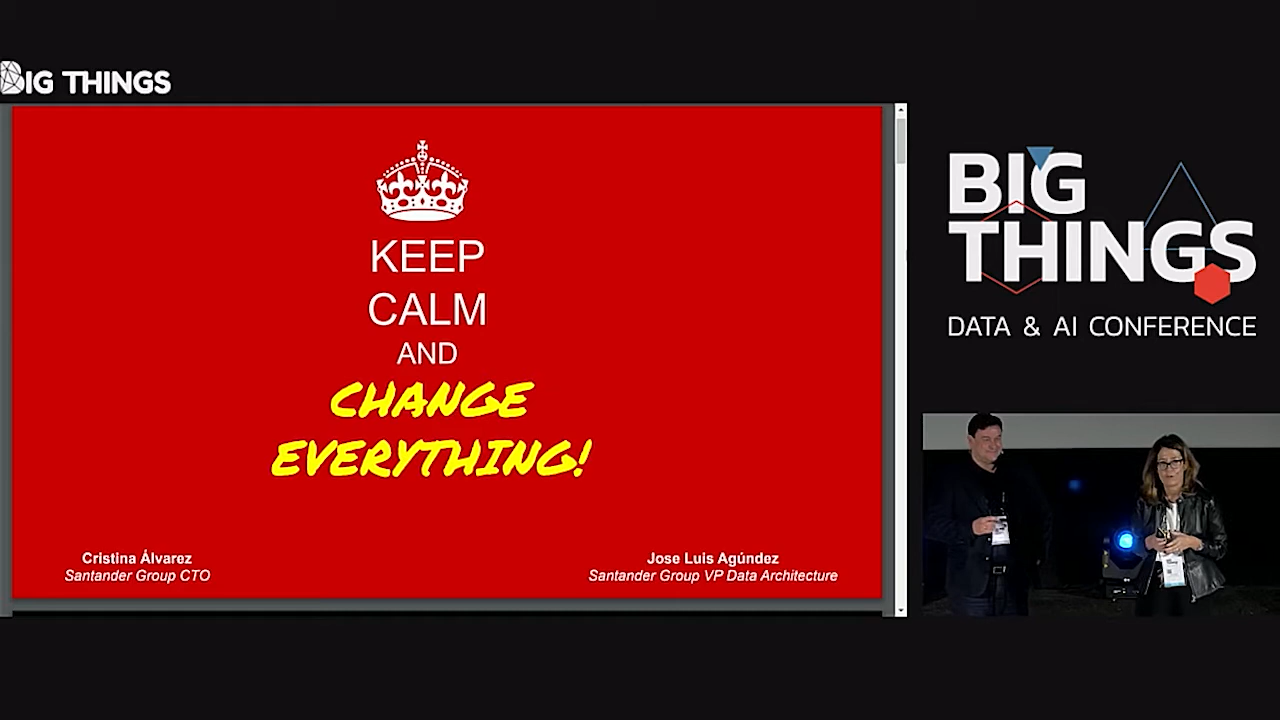 BIG THINGS
KEEP
CALM
AND
CHANGE
EVERYTHING!
Cristina Álvarez
Santander Group CTO
Jose Luis Agúndez
Santander Group VP Data Architecture
BIG
THINGS
DATA & AI CONFERENCE